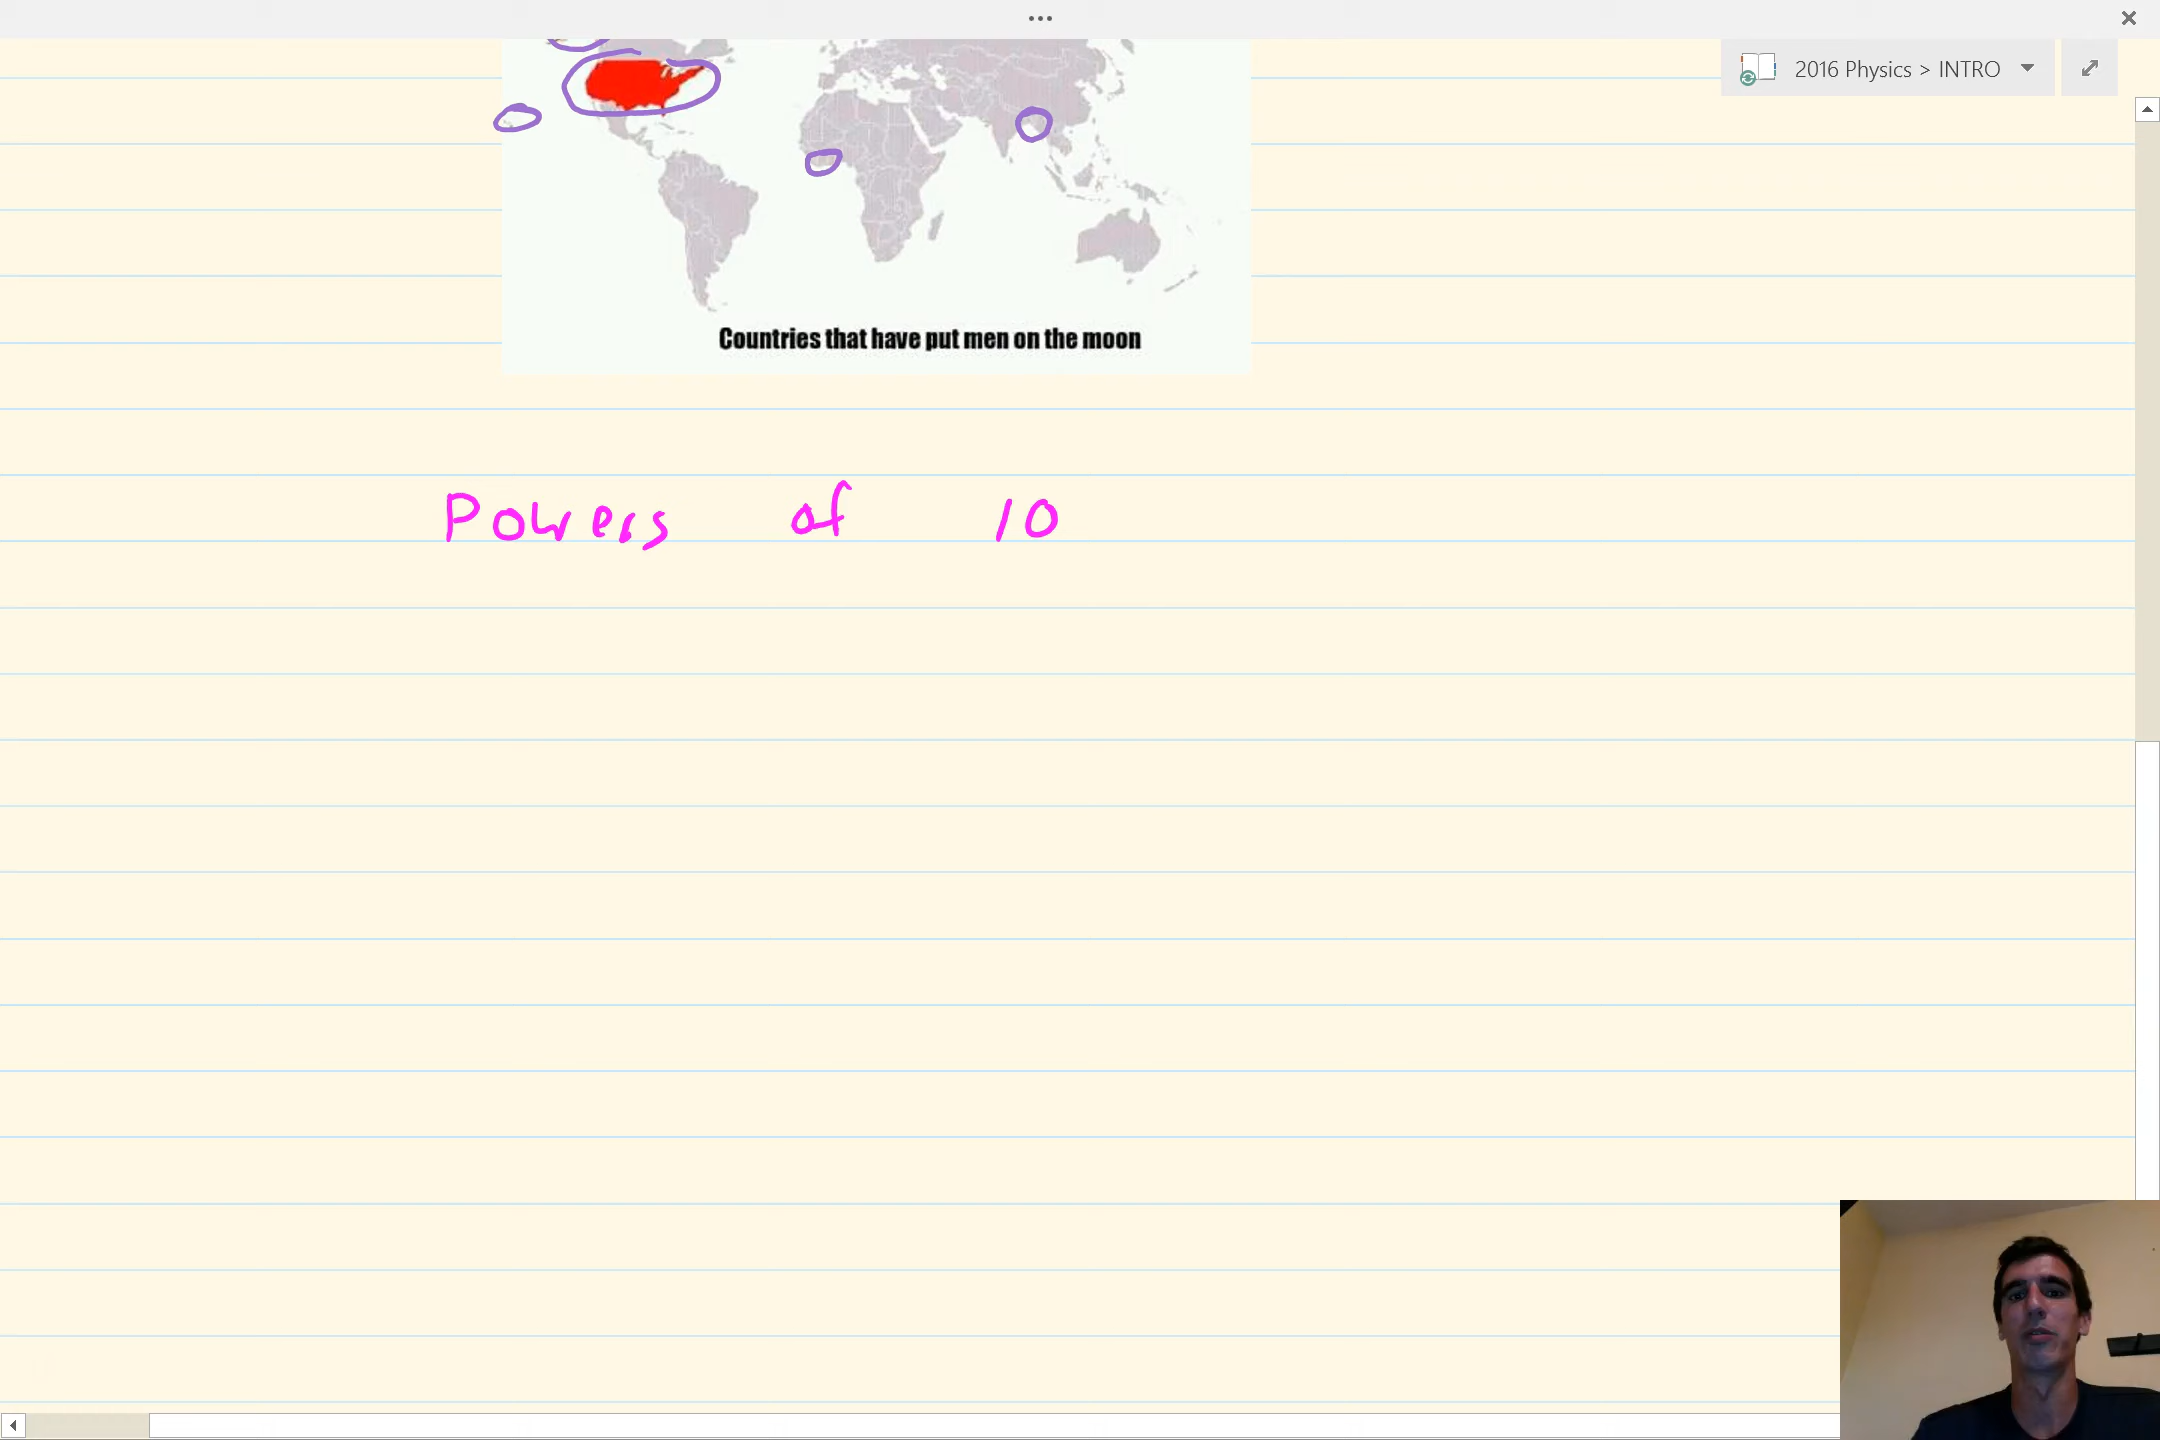 2016 Physics > INTRO
Countries that have put men on the moon
Powers of 10